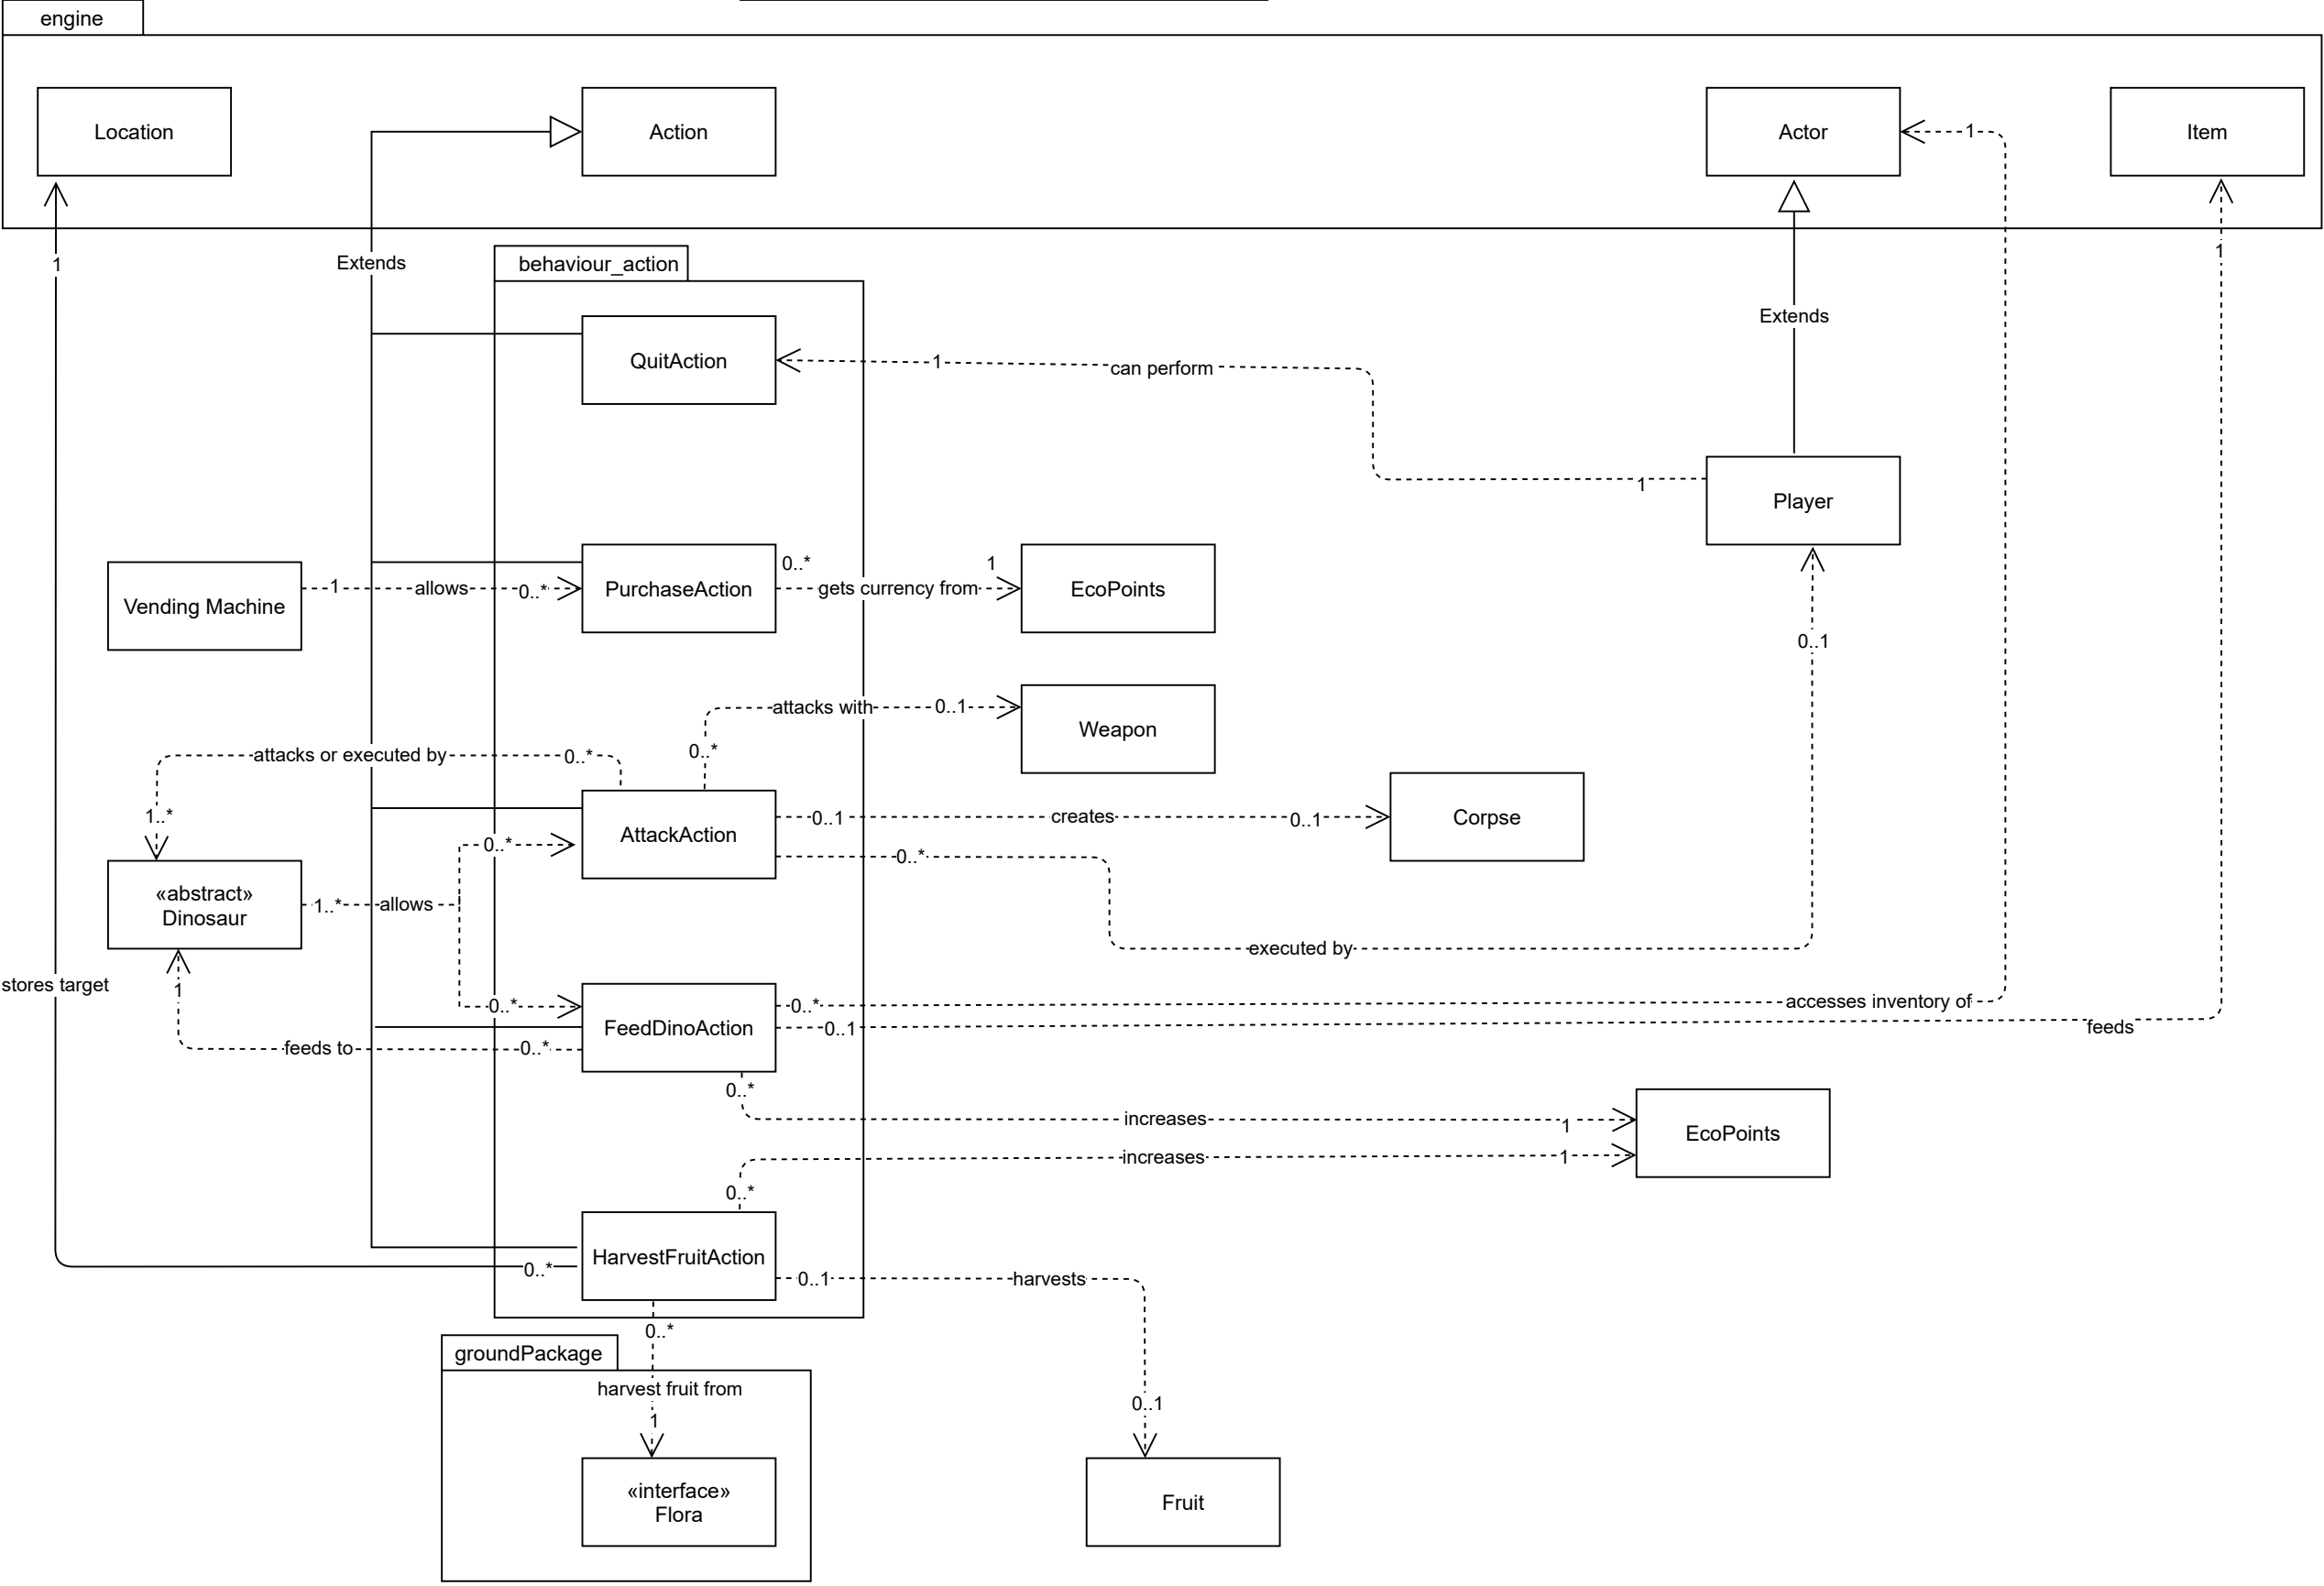 engine
Location
Action
Actor
1
Item
1
Extends
behaviour_action
1
Extends
QuitAction
1
can perform
1
Player
Vending Machine
1
allows
0..*
PurchaseAction
0..*
gets currency from
1
EcoPoints
0..1
attacks with
0..1
Weapon
0..*
attacks or executed by
0..*
1..*
AttackAction
0..1
creates
0..1
Corpse
0..*
0..*
«abstract»
Dinosaur
1..*
allows
executed by
stores target
1
0..*
FeedDinoAction
0..*
accesses inventory of
0..1
feeds
feeds to
0..*
0..*
increases
1
EcoPoints
increases
1
0..*
HarvestFruitAction
0..*
0..1
harvests
0..*
groundPackage
harvest fruit from
1
0..1
«interface»
Flora
Fruit